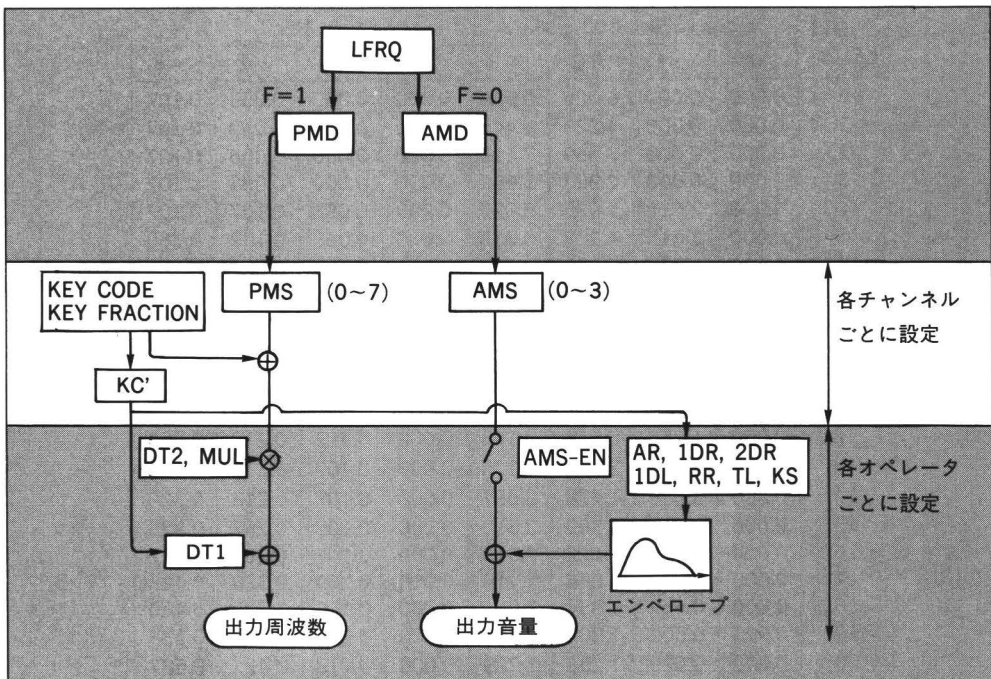 LFRQ
F=1
F=0
PMD
AMD
KEY CODE
KEY FRACTION
PMS
(0~7)
AMS
(0~3)
各チャンネル
ごとに設定
KC'
DT2, MUL
AMS-EN
AR, 1DR, 2DR
1DL, RR, TL, KS
各オペレータ
ごとに設定
DT1
エンベロープ
出力周波数
出力音量